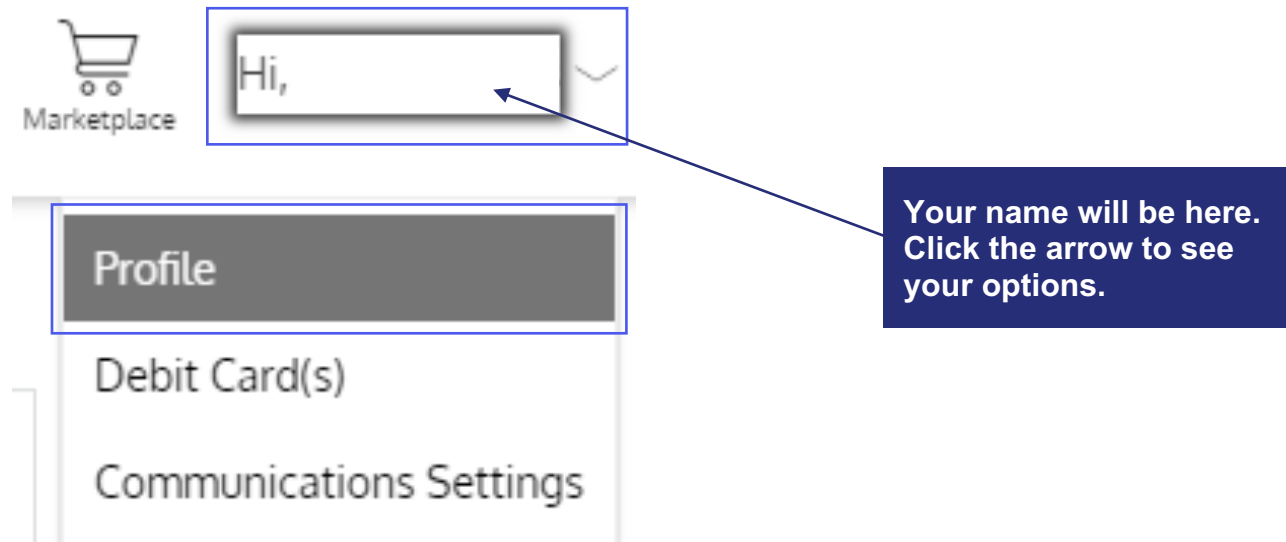 Marketplace
Hi,
Your name will be here.
Click the arrow to see
your options.
Profile
Debit Card(s)
Communications Settings